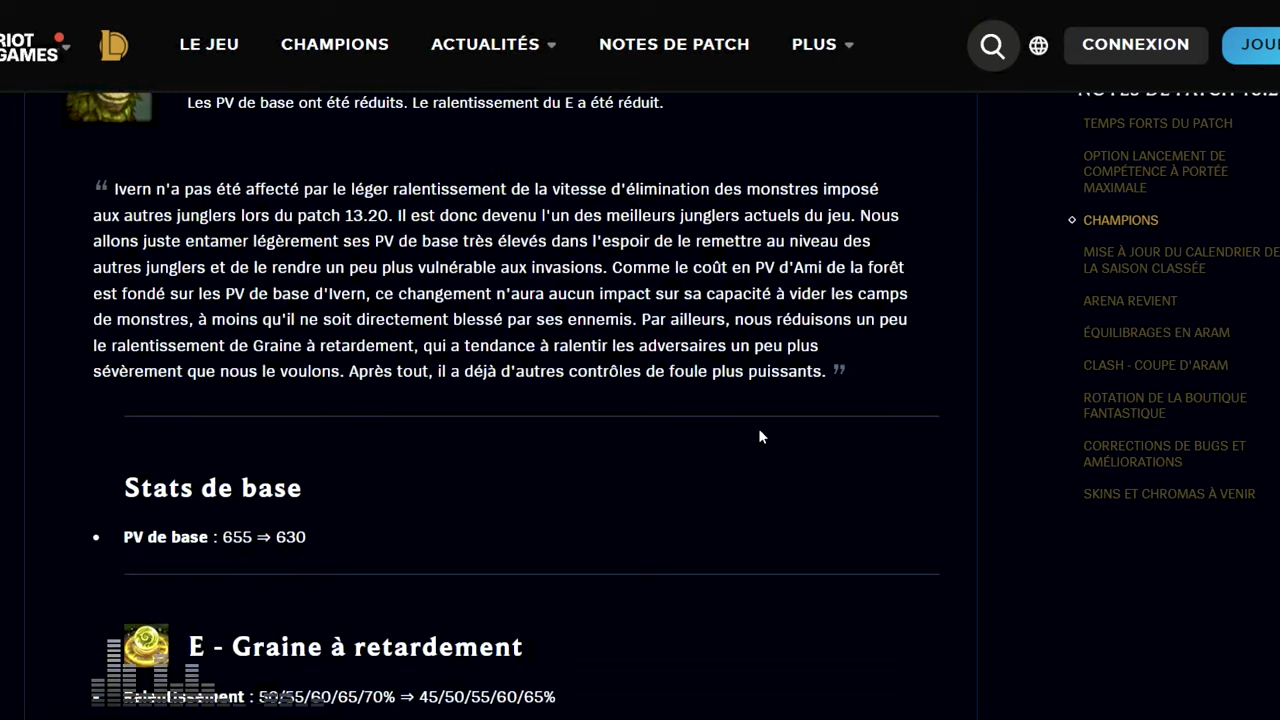 RIOT
GAMES
LE JEU
CHAMPIONS
ACTUALITÉS
NOTES DE PATCH
PLUS
CONNEXION
Les PV de base ont été réduits. Le ralentissement du E a été réduit.
“ Ivern n'a pas été affecté par le léger ralentissement de la vitesse d'élimination des monstres imposé
aux autres junglers lors du patch 13.20. Il est donc devenu l'un des meilleurs junglers actuels du jeu. Nous
allons juste entamer légèrement ses PV de base très élevés dans l'espoir de le remettre au niveau des
autres junglers et de le rendre un peu plus vulnérable aux invasions. Comme le coût en PV d'Ami de la forêt
est fondé sur les PV de base d'Ivern, ce changement n'aura aucun impact sur sa capacité à vider les camps
de monstres, à moins qu'il ne soit directement blessé par ses ennemis. Par ailleurs, nous réduisons un peu
le ralentissement de Graine à retardement, qui a tendance à ralentir les adversaires un peu plus
sévèrement que nous le voulons. Après tout, il a déjà d'autres contrôles de foule plus puissants. ”
Stats de base
• PV de base : 655 ⇒ 630
E - Graine à retardement
Ralentissement : 50/55/60/65/70% ⇒ 45/50/55/60/65%
NOTES DE PATCH
TEMPS FORTS DU PATCH
OPTION LANCEMENT DE
COMPÉTENCE À PORTÉE
MAXIMALE
CHAMPIONS
MISE À JOUR DU CALENDRIER DE
LA SAISON CLASSÉE
ARENA REVIENT
ÉQUILIBRAGES EN ARAM
CLASH - COUPE D'ARAM
ROTATION DE LA BOUTIQUE
FANTASTIQUE
CORRECTIONS DE BUGS ET
AMÉLIORATIONS
SKINS ET CHROMAS À VENIR